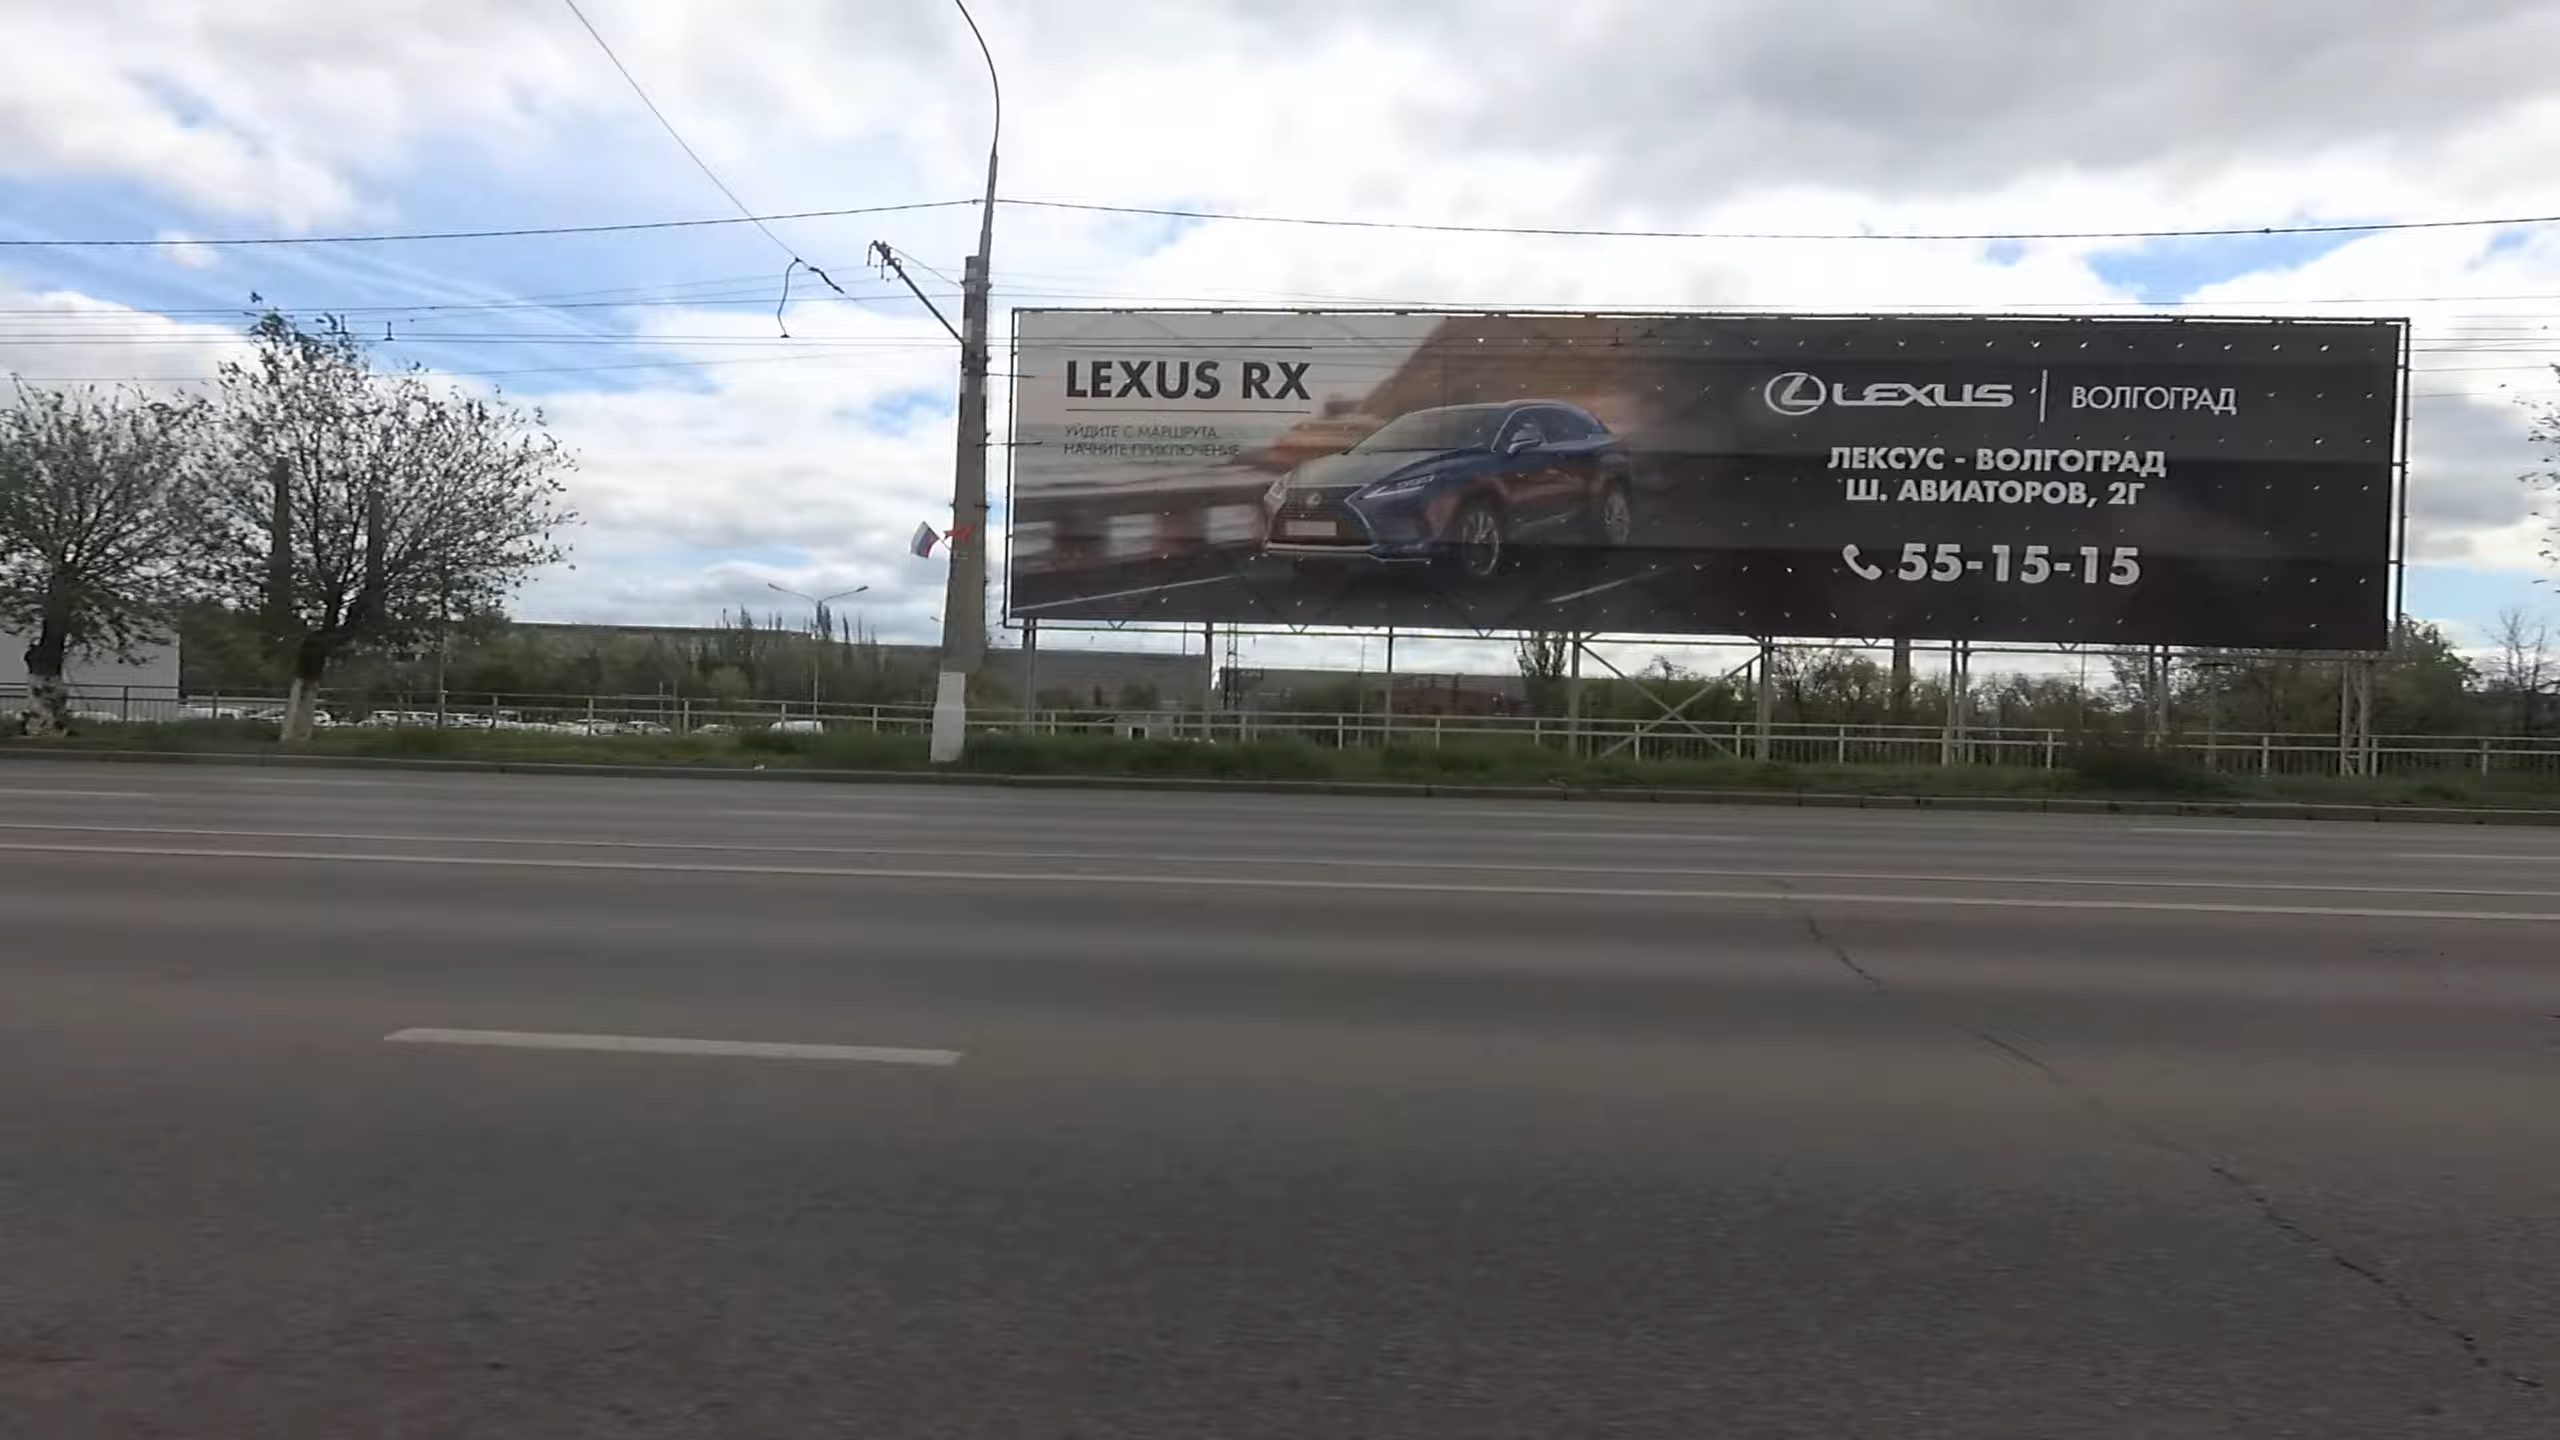 LEXUS RX
УЙДИТЕ С МАРШРУТА.
НАЧНИТЕ ПРИКЛЮЧЕНИЕ
LEXUS | ВОЛГОГРАД
ЛЕКСУС - ВОЛГОГРАД
Ш. АВИАТОРОВ, 2Г
55-15-15